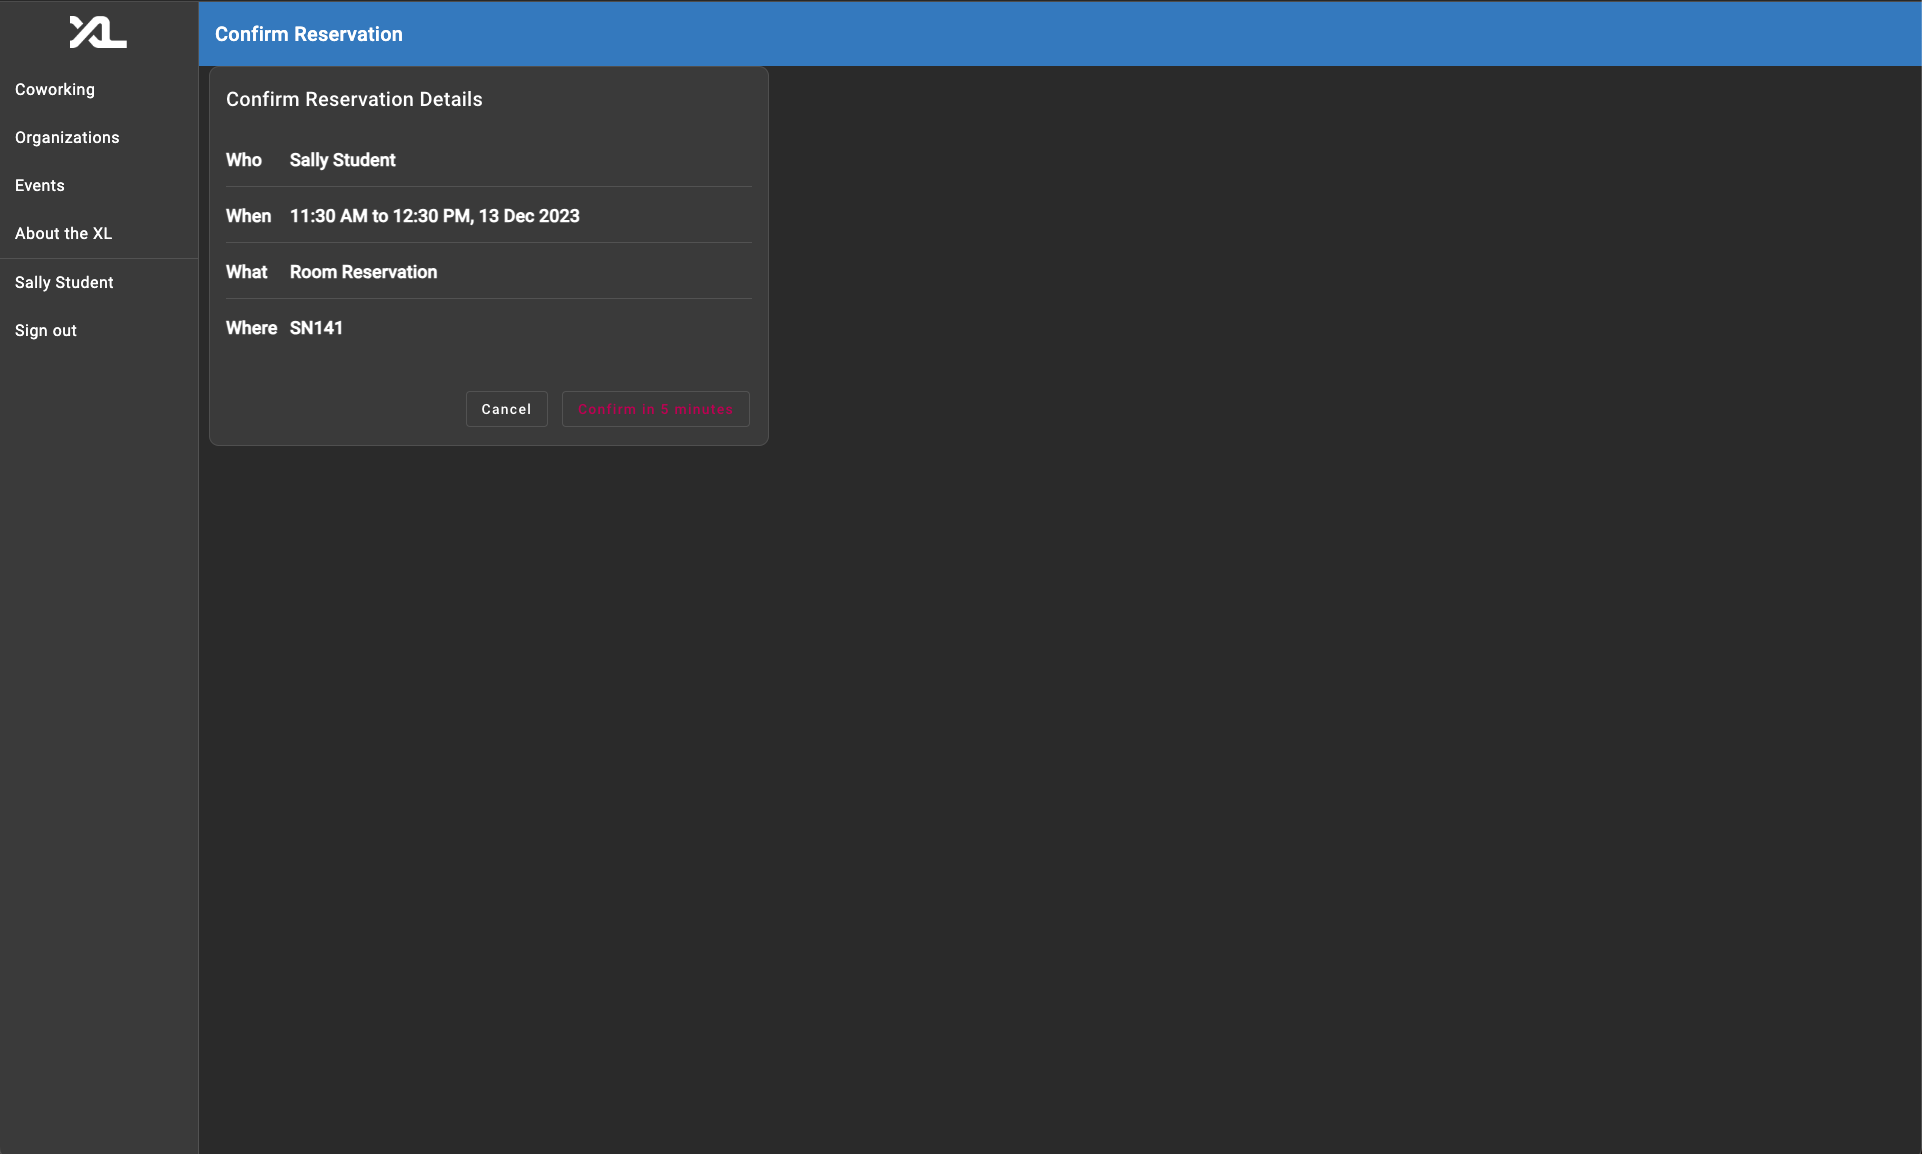 XL
Confirm Reservation
Coworking
Organizations
Events
About the XL
Sally Student
Sign out
Confirm Reservation Details
Who Sally Student
When 11:30 AM to 12:30 PM, 13 Dec 2023
What Room Reservation
Where SN141
Cancel Confirm in 5 minutes